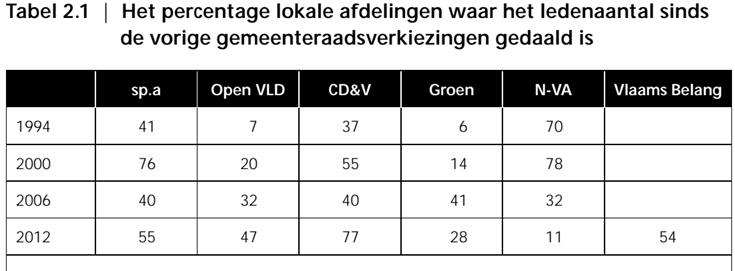 Tabel 2.1 | Het percentage lokale afdelingen waar het ledenaantal sinds
de vorige gemeenteraadsverkiezingen gedaald is
sp.a Open VLD CD&V Groen N-VA Vlaams Belang
1994 41 7 37 6 70
2000 76 20 55 14 78
2006 40 32 40 41 32
2012 55 47 77 28 11 54